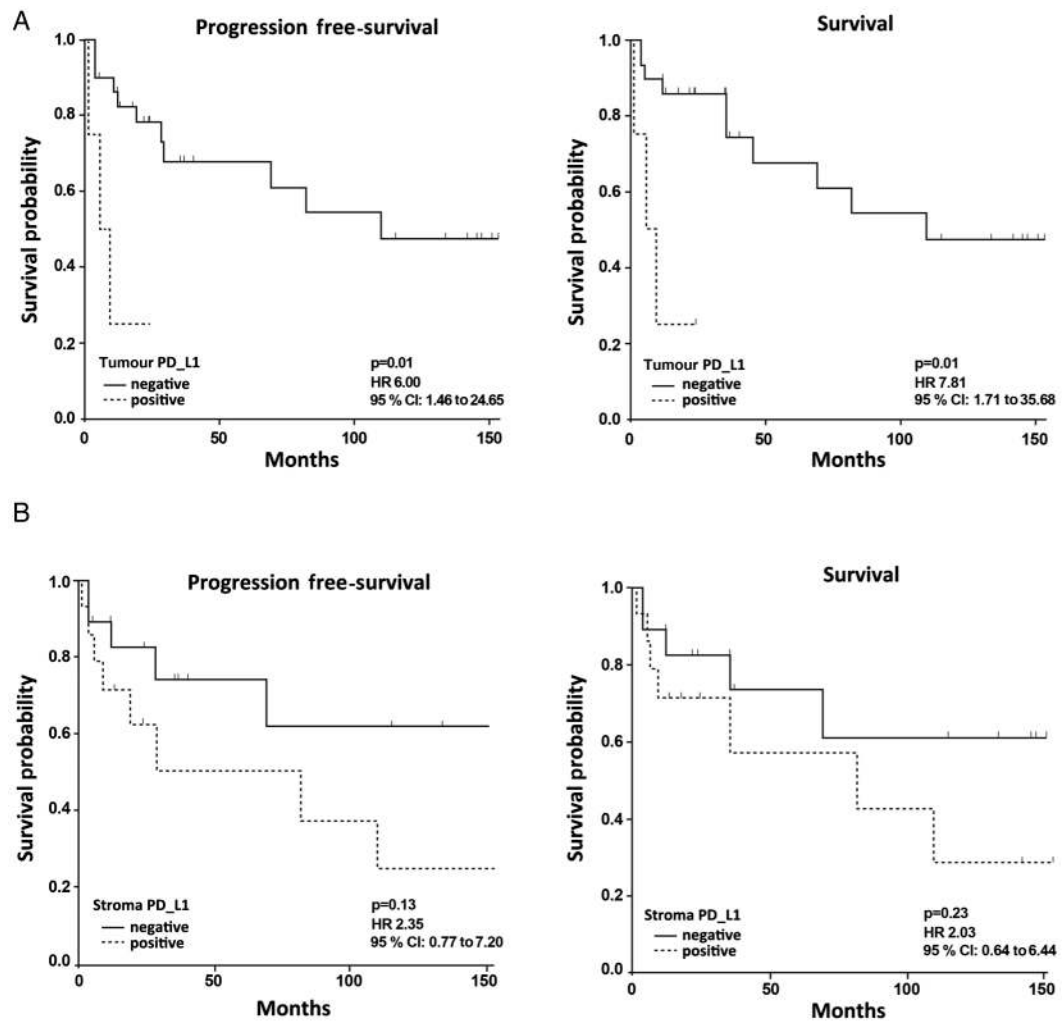 A
Progression free-survival
Survival probability
1.0
0.8
0.6
0.4
0.2
0.0
Tumour PD_L1
negative
positive
p=0.01
HR 6.00
95 % CI: 1.46 to 24.65
0 50 100 150
Months
Survival
Survival probability
1.0
0.8
0.6
0.4
0.2
0.0
Tumour PD_L1
negative
positive
p=0.01
HR 7.81
95 % CI: 1.71 to 35.68
0 50 100 150
Months
B
Progression free-survival
Survival probability
1.0
0.8
0.6
0.4
0.2
0.0
Stroma PD_L1
negative
positive
p=0.13
HR 2.35
95 % CI: 0.77 to 7.20
0 50 100 150
Months
Survival
Survival probability
1.0
0.8
0.6
0.4
0.2
0.0
Stroma PD_L1
negative
positive
p=0.23
HR 2.03
95 % CI: 0.64 to 6.44
0 50 100 150
Months